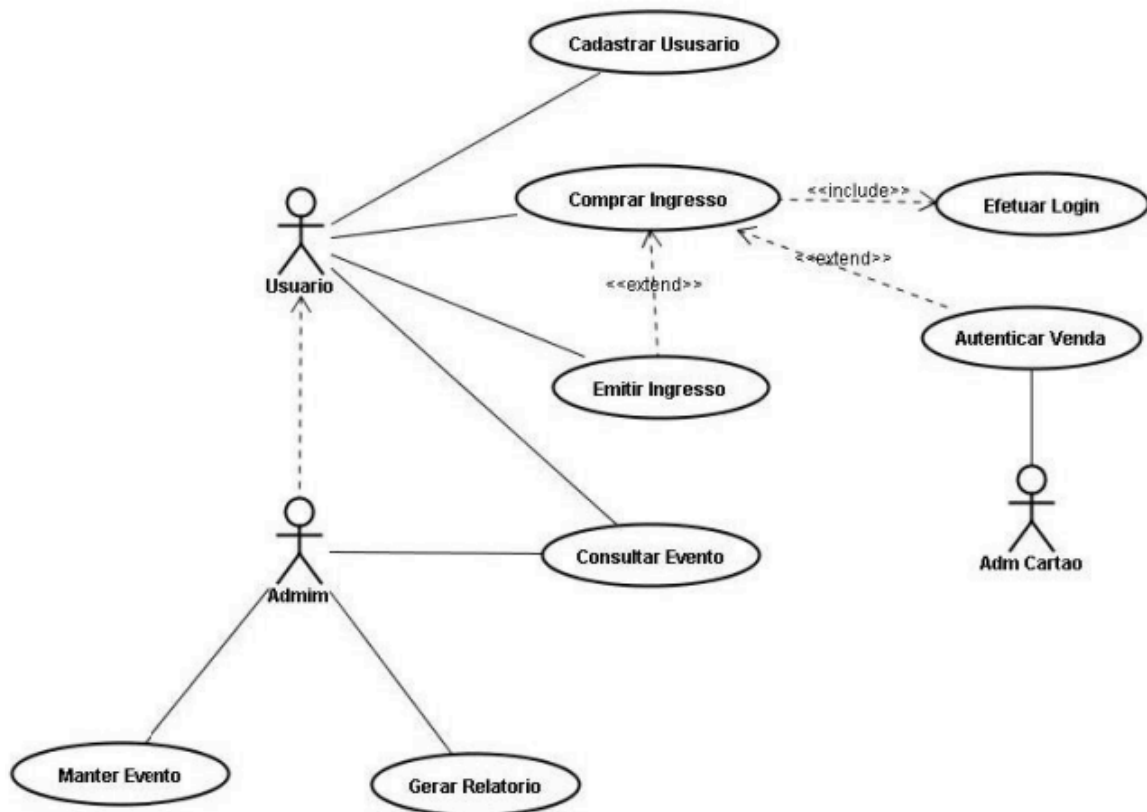 Cadastrar Ususario
Comprar Ingresso
<<include>>
Efetuar Login
<<extend>>
Usuario
<<extend>>
Autenticar Venda
Emitir Ingresso
Consultar Evento
Adm Cartao
Admim
Manter Evento
Gerar Relatorio